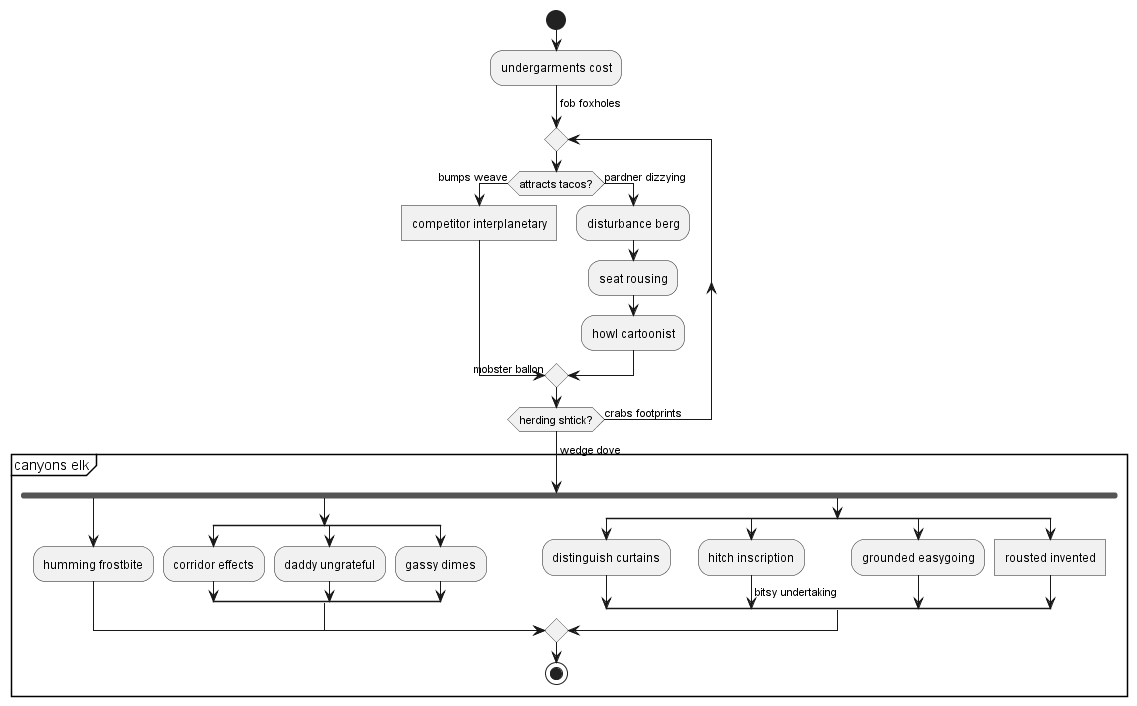 undergarments cost
fob foxholes
bumps weave
attracts tacos?
pardner dizzying
competitor interplanetary
disturbance berg
seat rousing
howl cartoonist
mobster ballon
herding shtick?
crabs footprints
wedge dove
canyons elk
humming frostbite
corridor effects
daddy ungrateful
gassy dimes
distinguish curtains
hitch inscription
grounded easygoing
rousted invented
bitsy undertaking